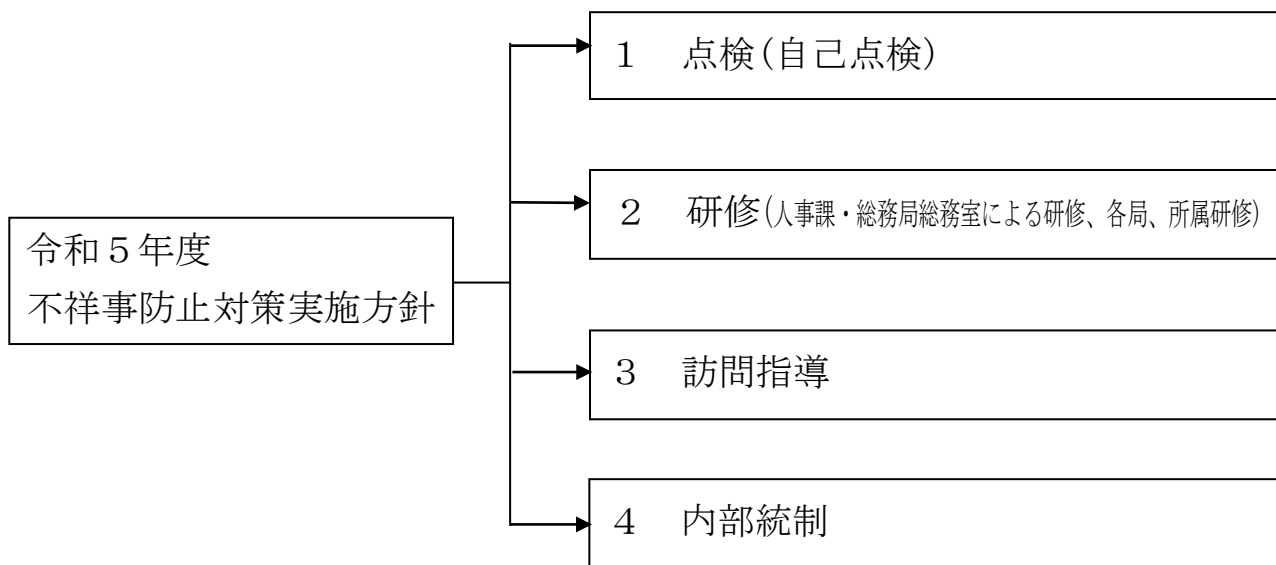 １　点検(自己点検)
２　研修(人事課・総務局総務室による研修、各局、所属研修)
令和５年度
不祥事防止対策実施方針
３　訪問指導
４　内部統制